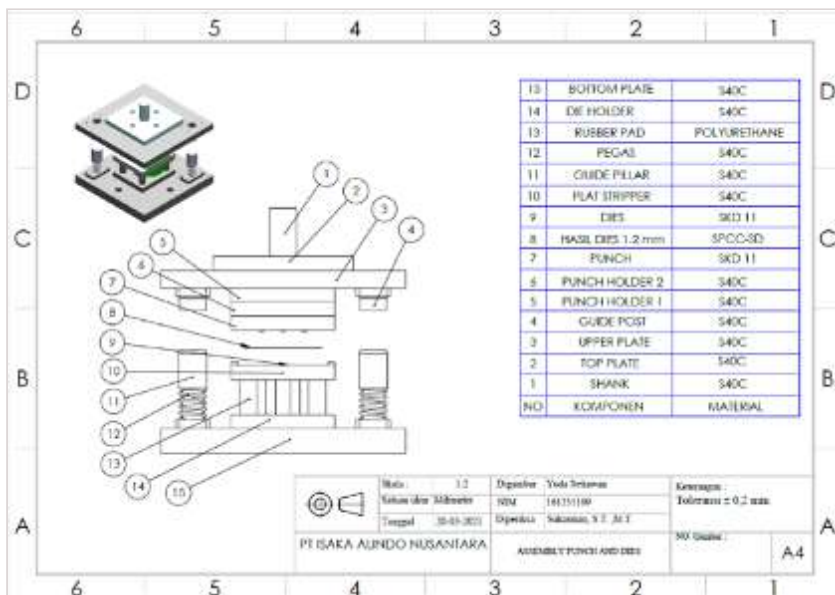 6 5 4 3 2 1
D D
C C
B B
A A
1
2
3
4
5
6
7
8
9
10
11
12
13
14
15
13 BOTTOM PLATE S40C
14 DIE HOLDER S40C
13 RUBBER PAD POLYURETHANE
12 PEGAS S40C
11 GUIDE PILLAR S40C
10 PLAT STRIPPER S40C
9 DIES SKD 11
8 HASIL DIES 1.2 mm SPCC-SD
7 PUNCH SKD 11
6 PUNCH HOLDER 2 S40C
5 PUNCH HOLDER 1 S40C
4 GUIDE POST S40C
3 UPPER PLATE S40C
2 TOP PLATE S40C
1 SHANK S40C
NO KOMPONEN MATERIAL
Skala : 1:2 Digambar Yoda Setiawan Keterangan :
Satuan ukur Milimeter NIM Toleransi ± 0,2 mm
Tanggal Diperiksa S.T. ,M.T
PT ISAKA ALINDO NUSANTARA ASSEMBLY PUNCH AND DIES NO. Gambar : A4
6 5 4 3 2 1